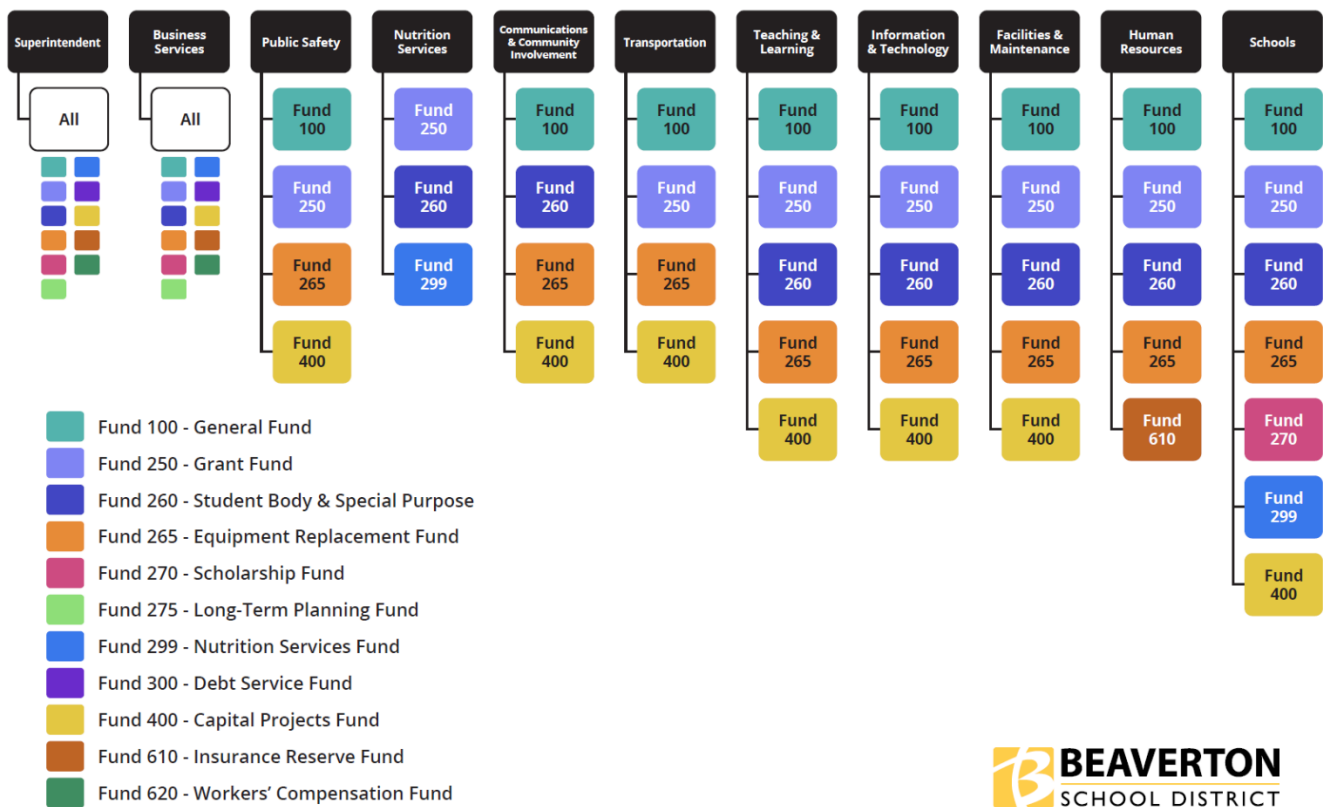 Superintendent
Business
Services
Public Safety
Nutrition
Services
Communications
& Community
Involvement
Transportation
Teaching &
Learning
Information
& Technology
Facilities &
Maintenance
Human
Resources
Schools
All
All
Fund
100
Fund
250
Fund
265
Fund
400
Fund
250
Fund
260
Fund
299
Fund
100
Fund
260
Fund
265
Fund
400
Fund
100
Fund
250
Fund
265
Fund
400
Fund
100
Fund
250
Fund
260
Fund
265
Fund
400
Fund
100
Fund
250
Fund
260
Fund
265
Fund
400
Fund
100
Fund
250
Fund
260
Fund
265
Fund
400
Fund
100
Fund
250
Fund
260
Fund
265
Fund
610
Fund
100
Fund
250
Fund
260
Fund
265
Fund
270
Fund
299
Fund
400
Fund 100 - General Fund
Fund 250 - Grant Fund
Fund 260 - Student Body & Special Purpose
Fund 265 - Equipment Replacement Fund
Fund 270 - Scholarship Fund
Fund 275 - Long-Term Planning Fund
Fund 299 - Nutrition Services Fund
Fund 300 - Debt Service Fund
Fund 400 - Capital Projects Fund
Fund 610 - Insurance Reserve Fund
Fund 620 - Workers' Compensation Fund
B BEAVERTON
SCHOOL DISTRICT